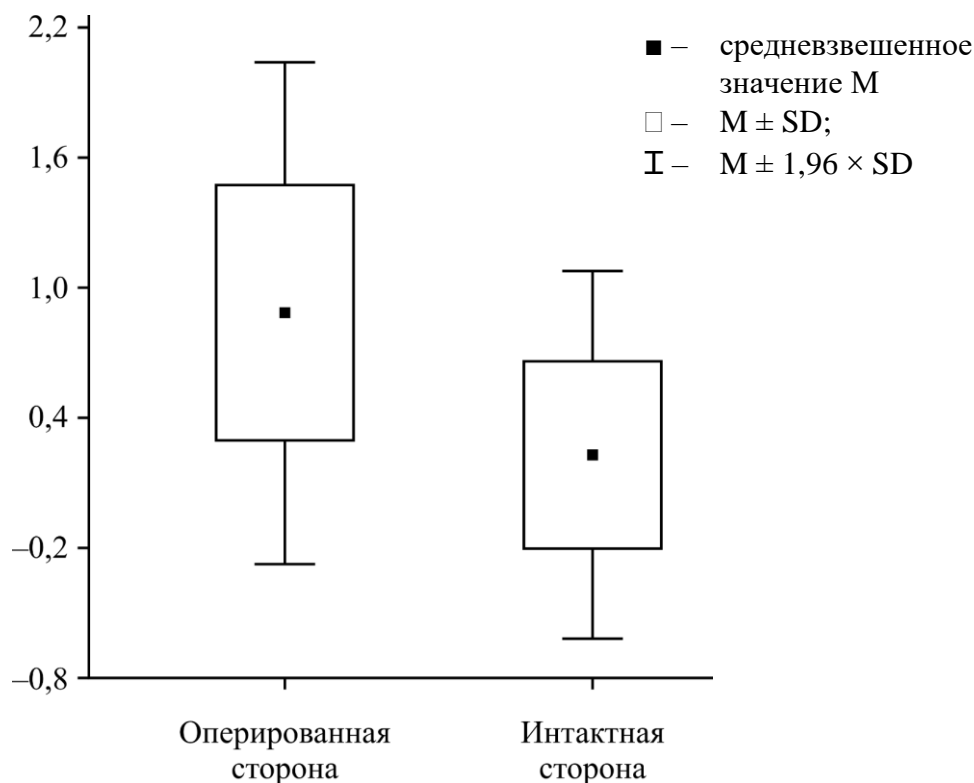 2,2
1,6
1,0
0,4
–0,2
–0,8
■ – средневзвешенное
значение M
□ – M ± SD;
⌶ – M ± 1,96 × SD
Оперированная
сторона
Интактная
сторона